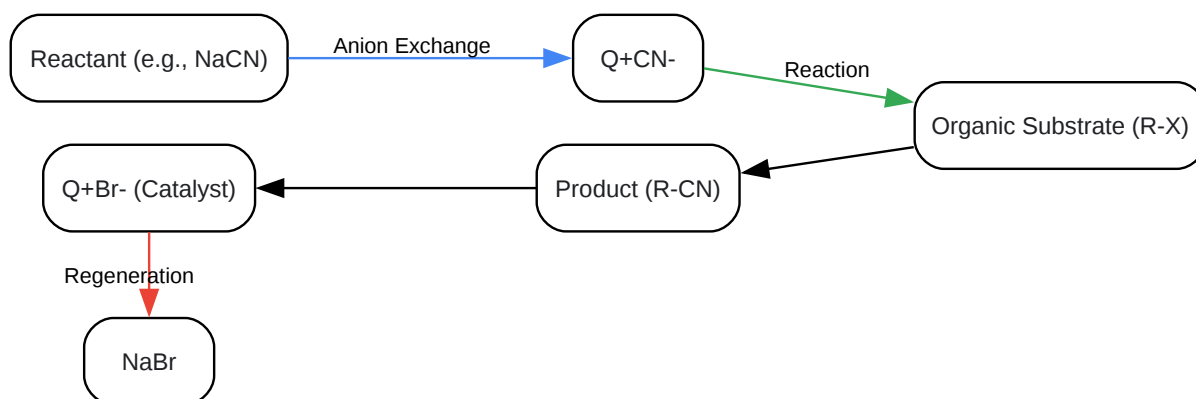 Reactant (e.g., NaCN)
Anion Exchange
Q+CN-
Reaction
Organic Substrate (R-X)
Product (R-CN)
Q+Br- (Catalyst)
Regeneration
NaBr